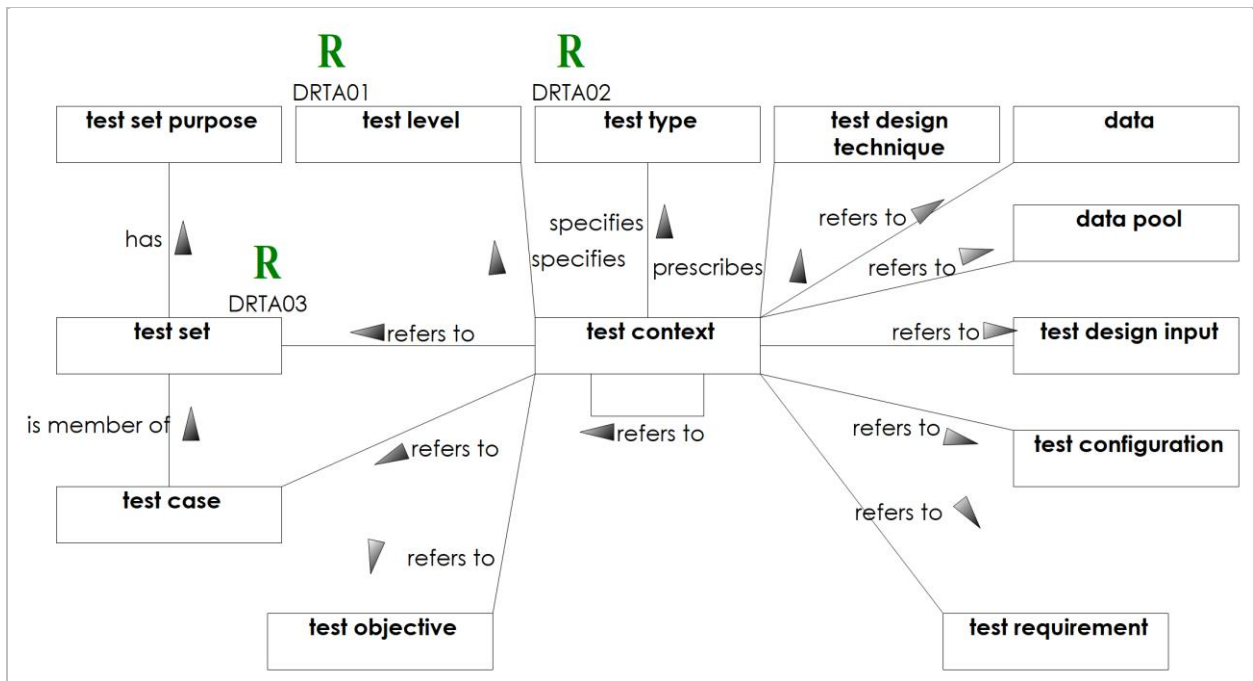 R
R
DRTA01
DRTA02
test set purpose
test level
test type
test design
technique
data
refers to
data pool
has
specifies
specifies
prescribes
refers to
R
DRTA03
test set
refers to
test context
refers to
test design input
is member of
refers to
refers to
refers to
test configuration
test case
refers to
refers to
test objective
test requirement